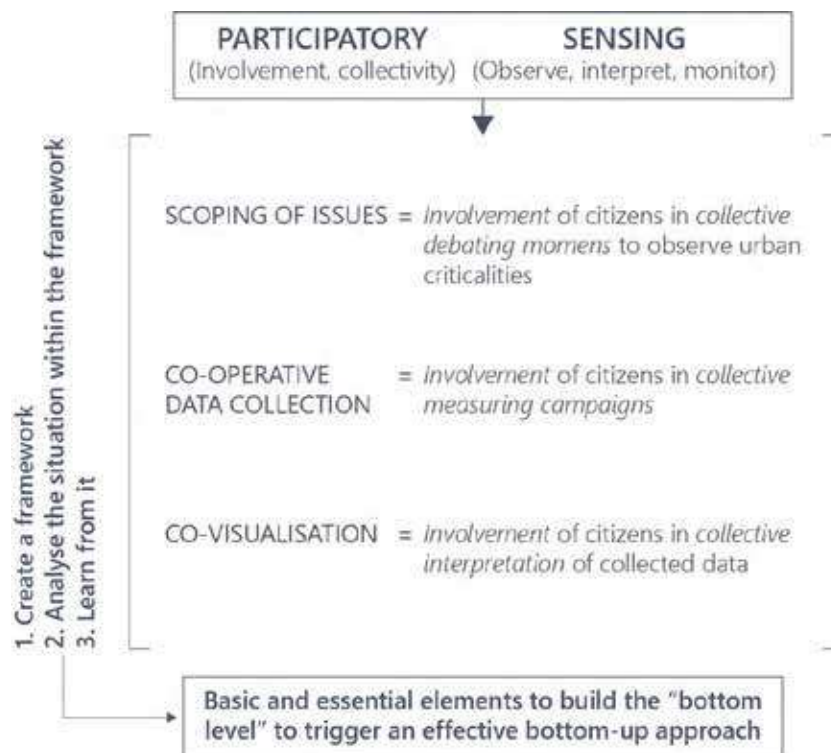 PARTICIPATORY SENSING
(Involvement, collectivity) (Observe, interpret, monitor)
1. Create a framework
2. Analyse the situation within the framework
3. Learn from it
SCOPING OF ISSUES = involvement of citizens in collective
debating momens to observe urban
criticalities
CO-OPERATIVE = involvement of citizens in collective
DATA COLLECTION measuring campaigns
CO-VISUALISATION = involvement of citizens in collective
interpretation of collected data
Basic and essential elements to build the “bottom
level” to trigger an effective bottom-up approach